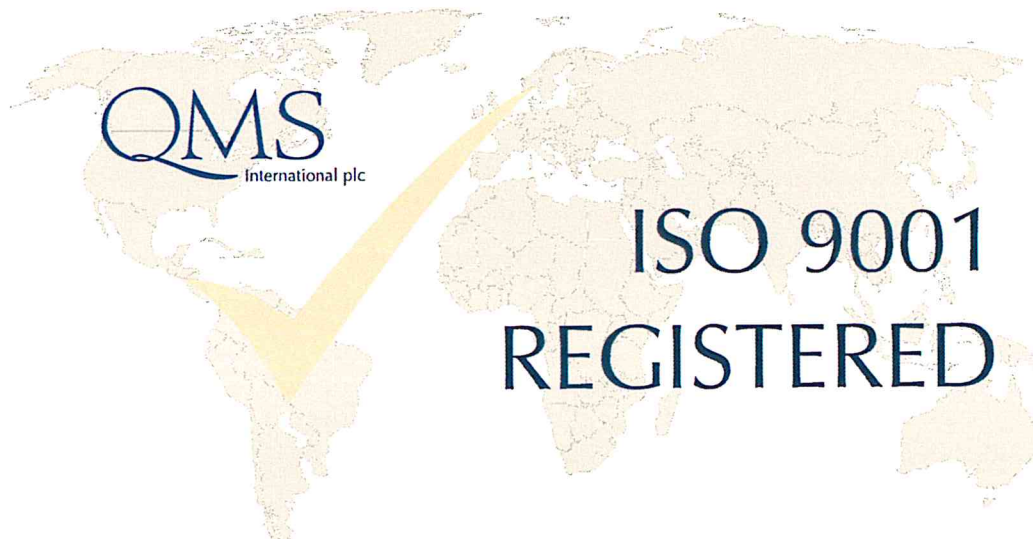 QMS
International plc
ISO 9001
REGISTERED